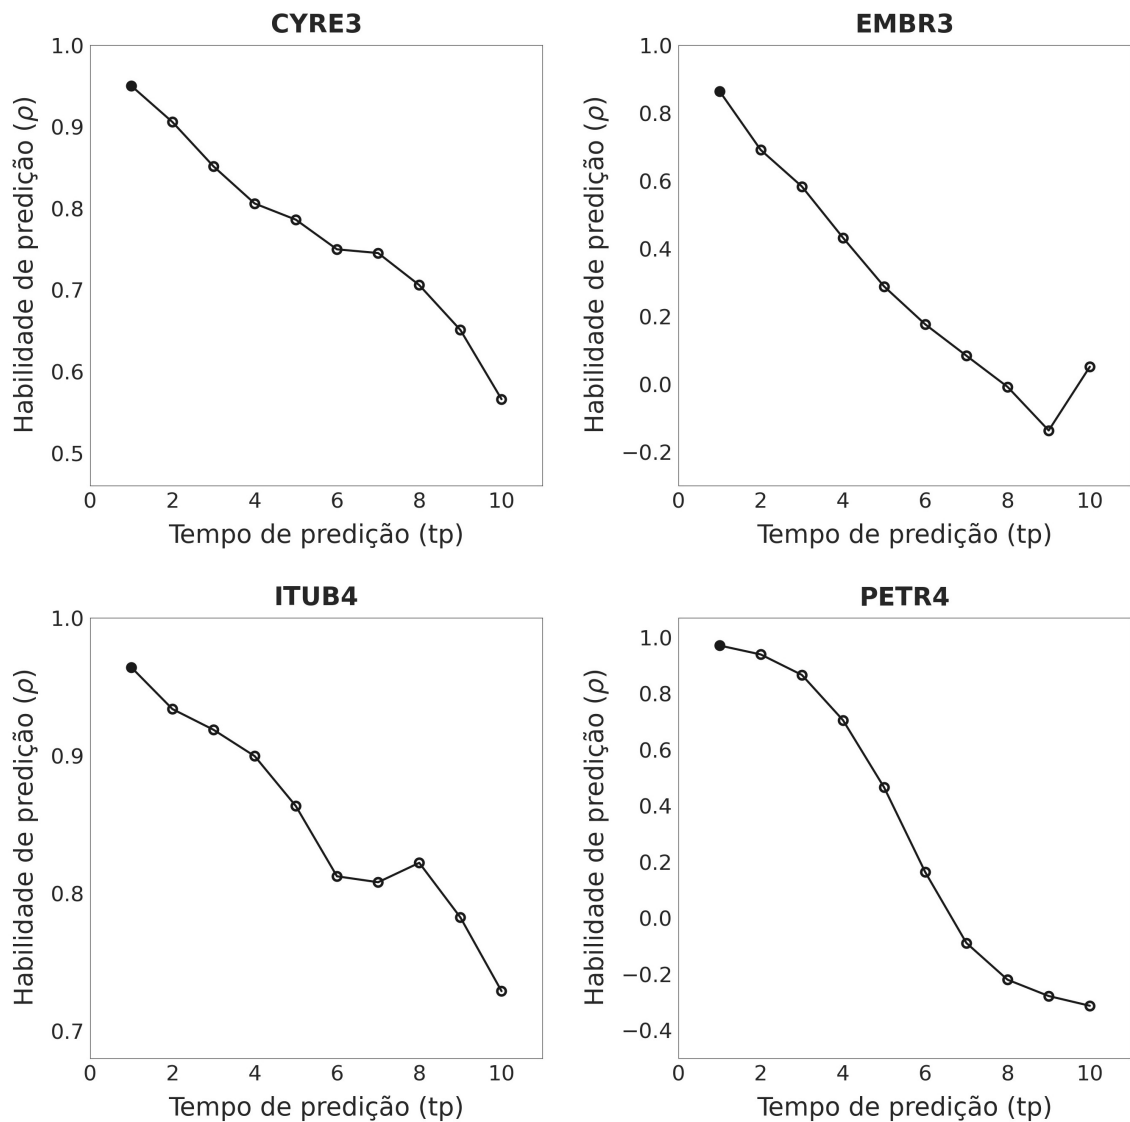 CYRE3
Habilidade de predição (ρ)
1.0
0.9
0.8
0.7
0.6
0.5
0 2 4 6 8 10
Tempo de predição (tp)
EMBR3
Habilidade de predição (ρ)
1.0
0.8
0.6
0.4
0.2
0.0
−0.2
0 2 4 6 8 10
Tempo de predição (tp)
ITUB4
Habilidade de predição (ρ)
1.0
0.9
0.8
0.7
0 2 4 6 8 10
Tempo de predição (tp)
PETR4
Habilidade de predição (ρ)
1.0
0.8
0.6
0.4
0.2
0.0
−0.2
−0.4
0 2 4 6 8 10
Tempo de predição (tp)